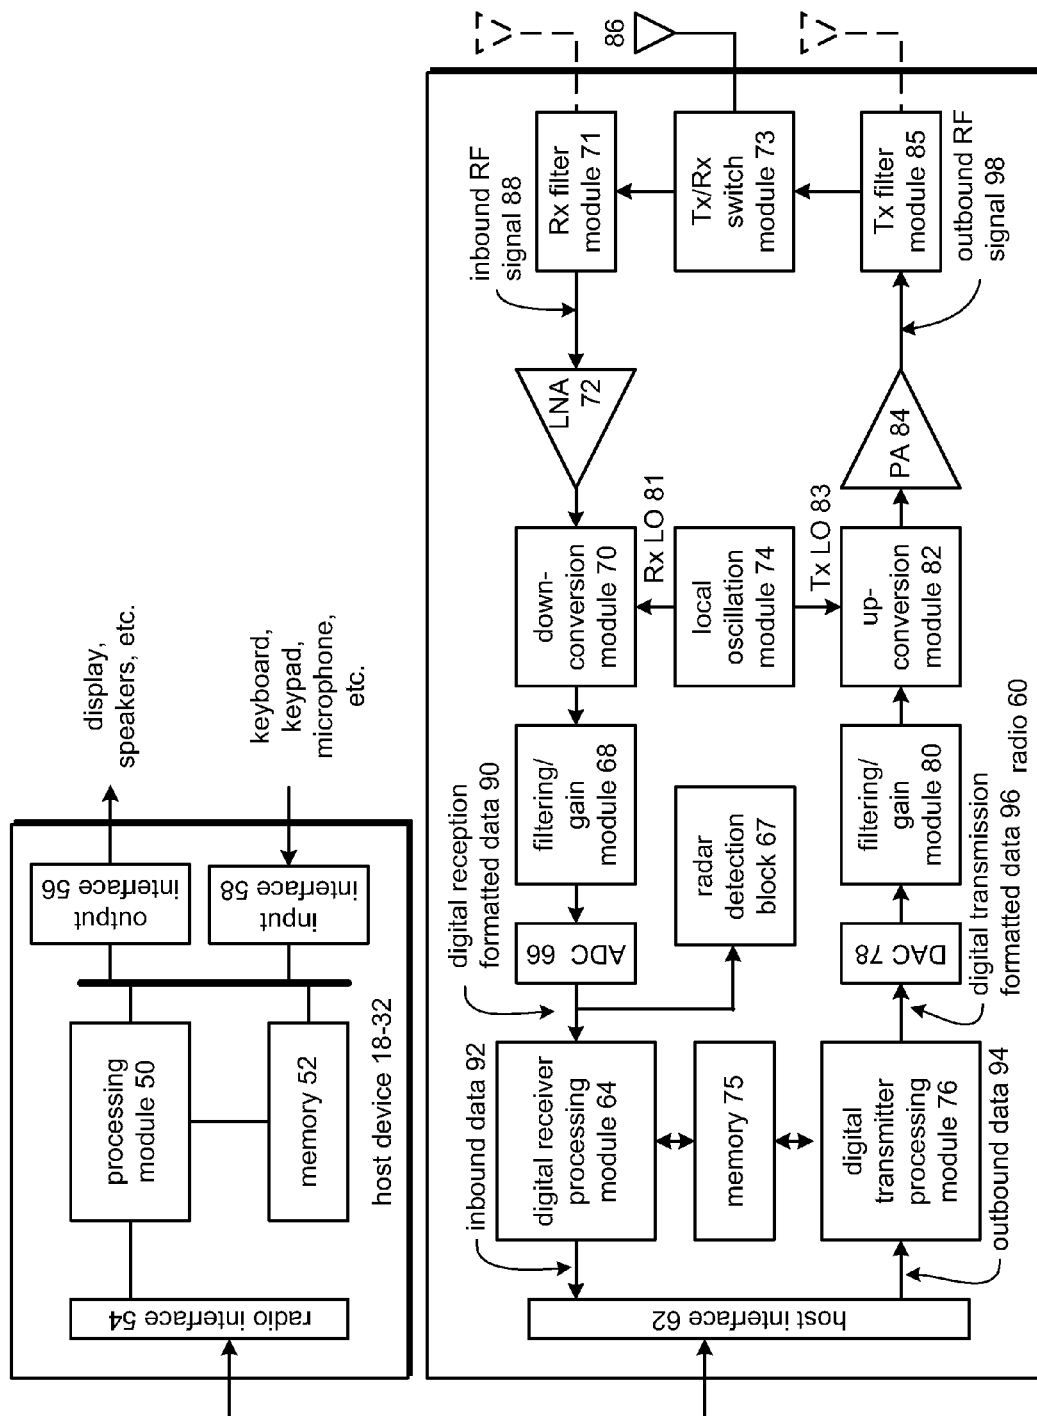 display,
speakers, etc.
keyboard,
keypad,
microphone,
etc.
output
interface 56
input
interface 58
processing
module 50
memory 52
radio interface 54
host device 18-32
86
inbound RF
signal 88
Rx filter
module 71
Tx/Rx
switch
module 73
Tx filter
module 85
outbound RF
signal 98
LNA
72
PA 84
down-
conversion
module 70
Rx LO 81
local
oscillation
module 74
Tx LO 83
up-
conversion
module 82
filtering/
gain
module 68
filtering/
gain
module 80
digital reception
formatted data 90
ADC 66
radar
detection
block 67
DAC 78
digital transmission
formatted data 96
radio 60
inbound data 92
digital receiver
processing
module 64
memory 75
digital
transmitter
processing
module 76
outbound data 94
host interface 62